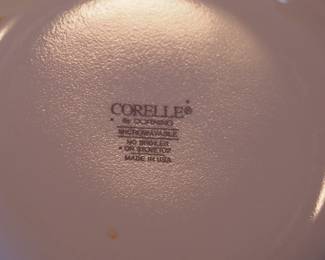 CORELLE®
BY CORNING
MICROWAVABLE
NO BROILER
OR STOVETOP
MADE IN USA